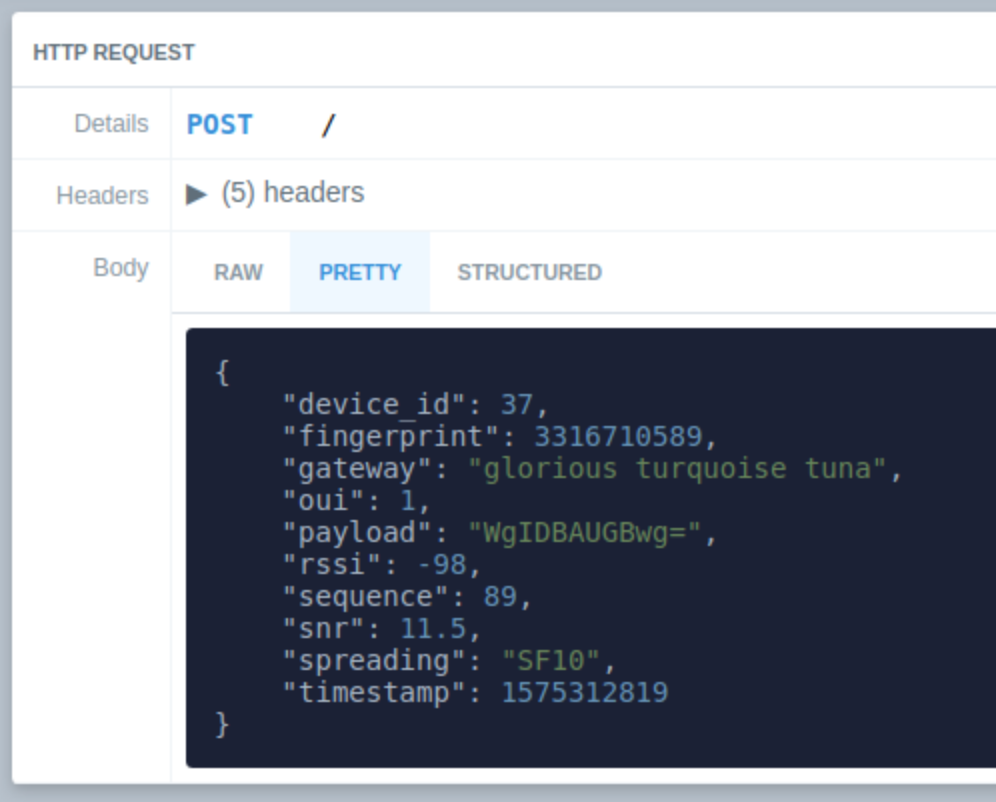 HTTP REQUEST
Details POST /
Headers ▶ (5) headers
Body RAW PRETTY STRUCTURED
{
    "device_id": 37,
    "fingerprint": 3316710589,
    "gateway": "glorious turquoise tuna",
    "oui": 1,
    "payload": "WgIDBAUGBwg=",
    "rssi": -98,
    "sequence": 89,
    "snr": 11.5,
    "spreading": "SF10",
    "timestamp": 1575312819
}